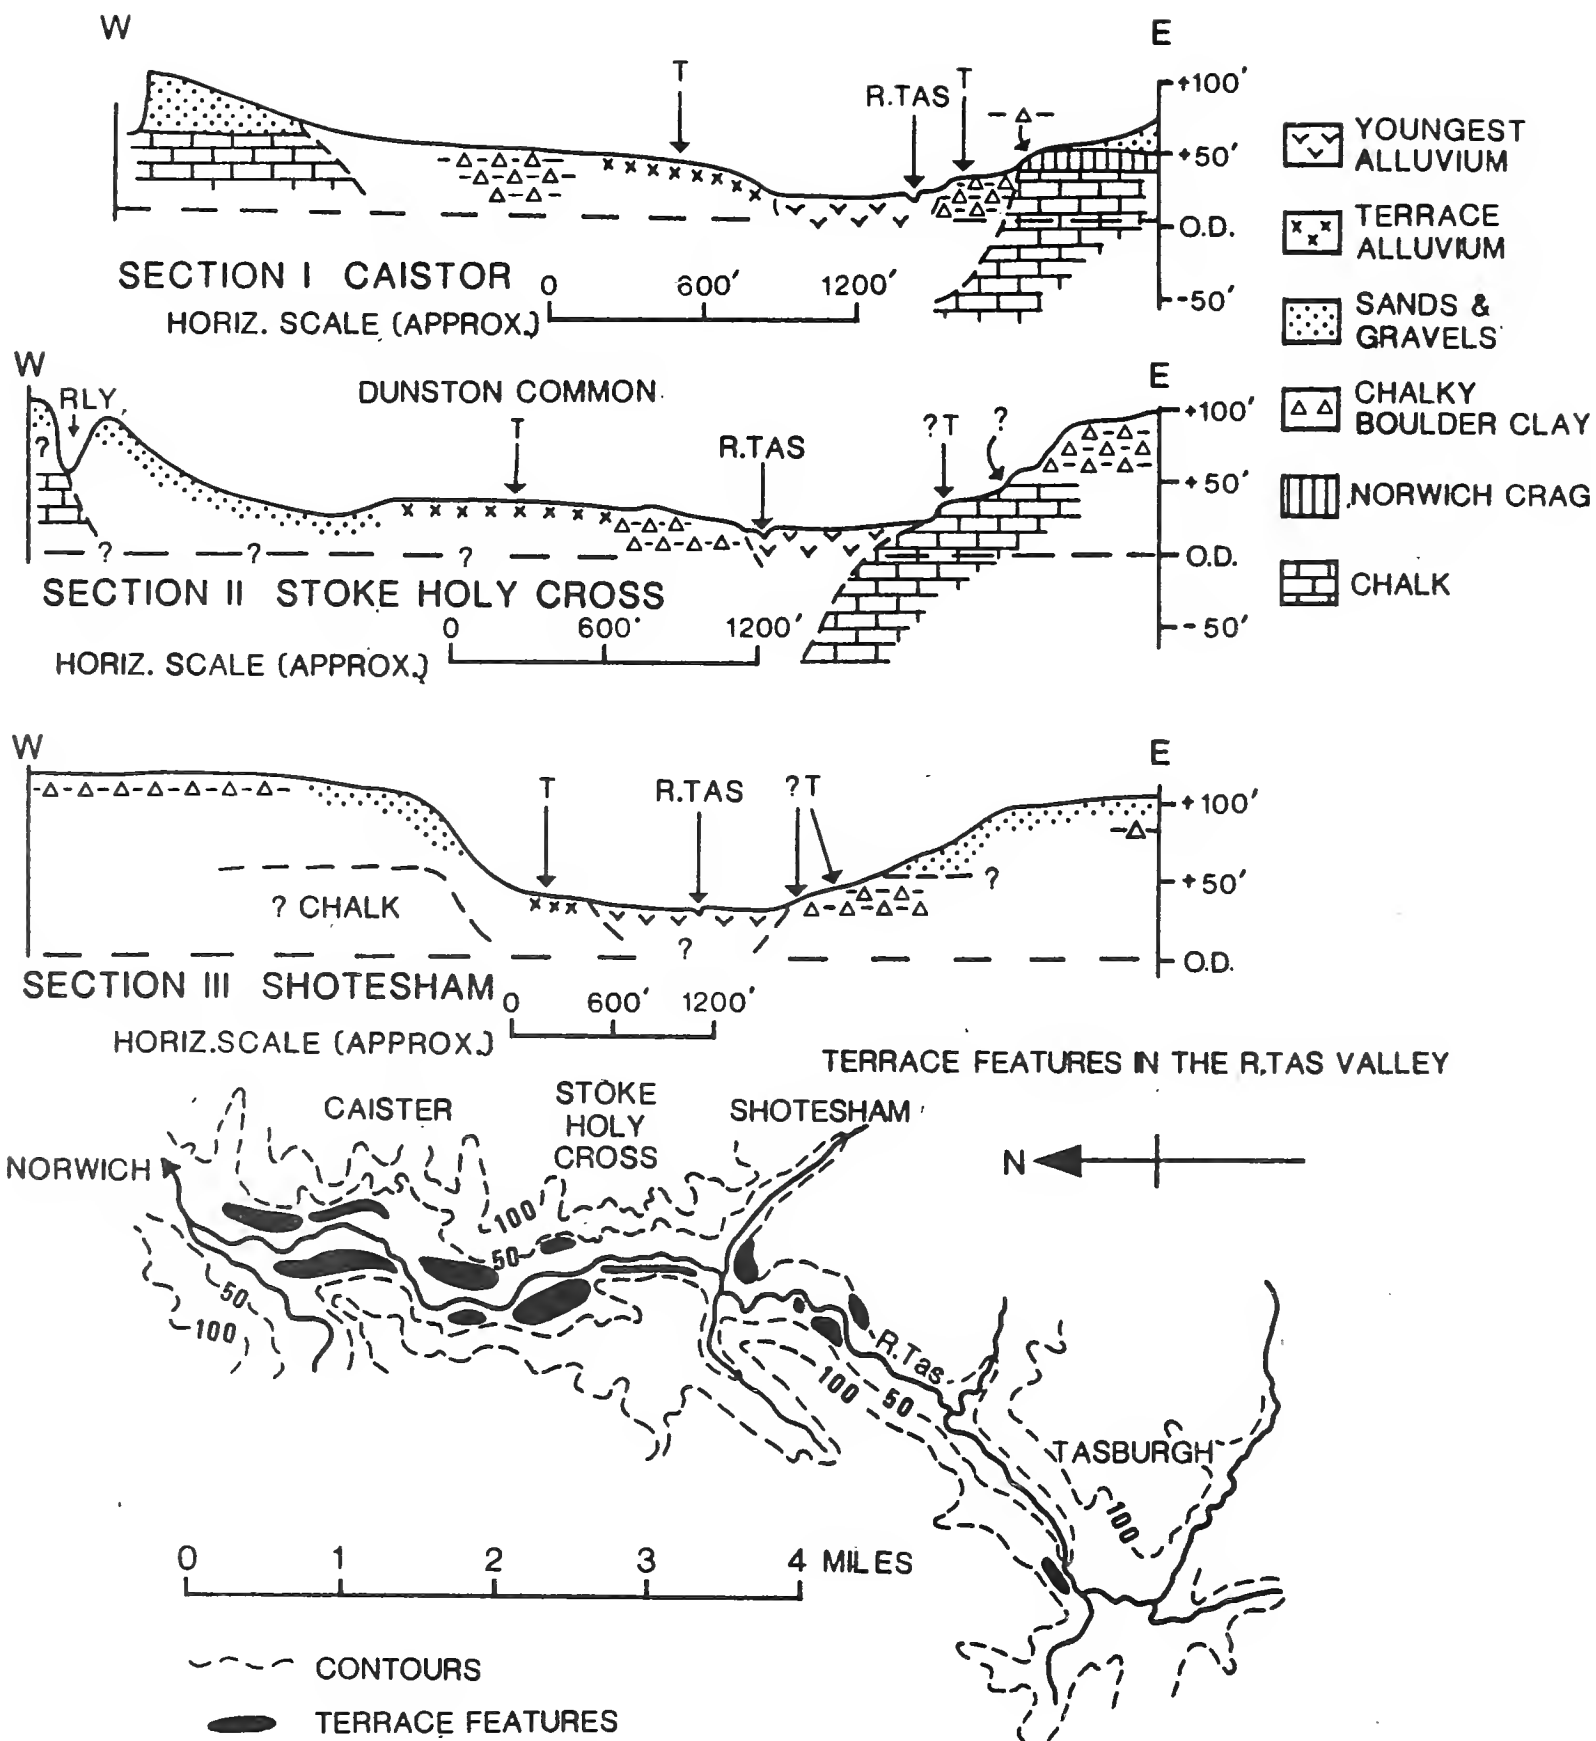 W
E
T
R.TAS
T
+100'
+50'
O.D.
-50'
SECTION I CAISTOR
0 600' 1200'
HORIZ. SCALE (APPROX.)
YOUNGEST
ALLUVIUM
TERRACE
ALLUVIUM
SANDS &
GRAVELS
CHALKY
BOULDER CLAY
NORWICH CRAG
CHALK
W
E
RLY
DUNSTON COMMON
T
R.TAS
?T
?
?
+100'
+50'
O.D.
-50'
? ? ?
SECTION II STOKE HOLY CROSS
0 600' 1200'
HORIZ. SCALE (APPROX.)
W
E
T
R.TAS
?T
+100'
+50'
O.D.
?
? CHALK
?
SECTION III SHOTESHAM
0 600' 1200'
HORIZ.SCALE (APPROX.)
TERRACE FEATURES IN THE R.TAS VALLEY
CAISTER
STOKE
HOLY
CROSS
SHOTESHAM
NORWICH
N
100
50
50
100
R.Tas
100
50
TASBURGH
100
0 1 2 3 4 MILES
CONTOURS
TERRACE FEATURES